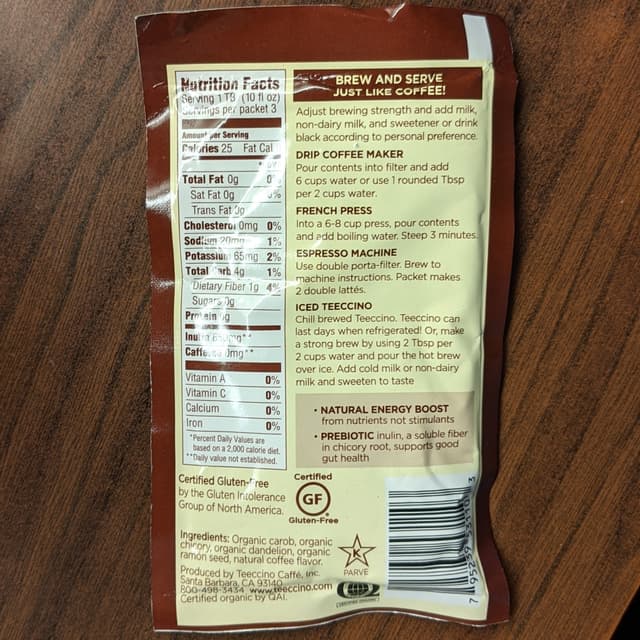 Nutrition Facts
Serving 1 TB (10 fl oz)
Servings per packet 3
Amount per Serving
Calories 25 Fat Cal
Total Fat 0g 0%
Sat Fat 0g 0%
Trans Fat 0g
Cholesterol 0mg 0%
Sodium 20mg 1%
Potassium 65mg 2%
Total Carb 4g 1%
Dietary Fiber 1g 4%
Sugars 0g
Protein 0g
Inulin 650mg**
Caffeine 0mg**
Vitamin A 0%
Vitamin C 0%
Calcium 0%
Iron 0%
*Percent Daily Values are
based on a 2,000 calorie diet.
**Daily value not established.
BREW AND SERVE
JUST LIKE COFFEE!
Adjust brewing strength and add milk,
non-dairy milk, and sweetener or drink
black according to personal preference.
DRIP COFFEE MAKER
Pour contents into filter and add
6 cups water or use 1 rounded Tbsp
per 2 cups water.
FRENCH PRESS
Into a 6-8 cup press, pour contents
and add boiling water. Steep 3 minutes.
ESPRESSO MACHINE
Use double porta-filter. Brew to
machine instructions. Packet makes
2 double lattés.
ICED TEECCINO
Chill brewed Teeccino. Teeccino can
last days when refrigerated! Or, make
a strong brew by using 2 Tbsp per
2 cups water and pour the hot brew
over ice. Add cold milk or non-dairy
milk and sweeten to taste
• NATURAL ENERGY BOOST
from nutrients not stimulants
• PREBIOTIC inulin, a soluble fiber
in chicory root, supports good
gut health
Certified Gluten-Free
by the Gluten Intolerance
Group of North America.
Certified
GF
Gluten-Free
Ingredients: Organic carob, organic
chicory, organic dandelion, organic
ramón seed, natural coffee flavor.
Produced by Teeccino Caffé, Inc.
Santa Barbara, CA 93140
800-498-3434 www.teeccino.com
Certified organic by QAI.
K
PARVE